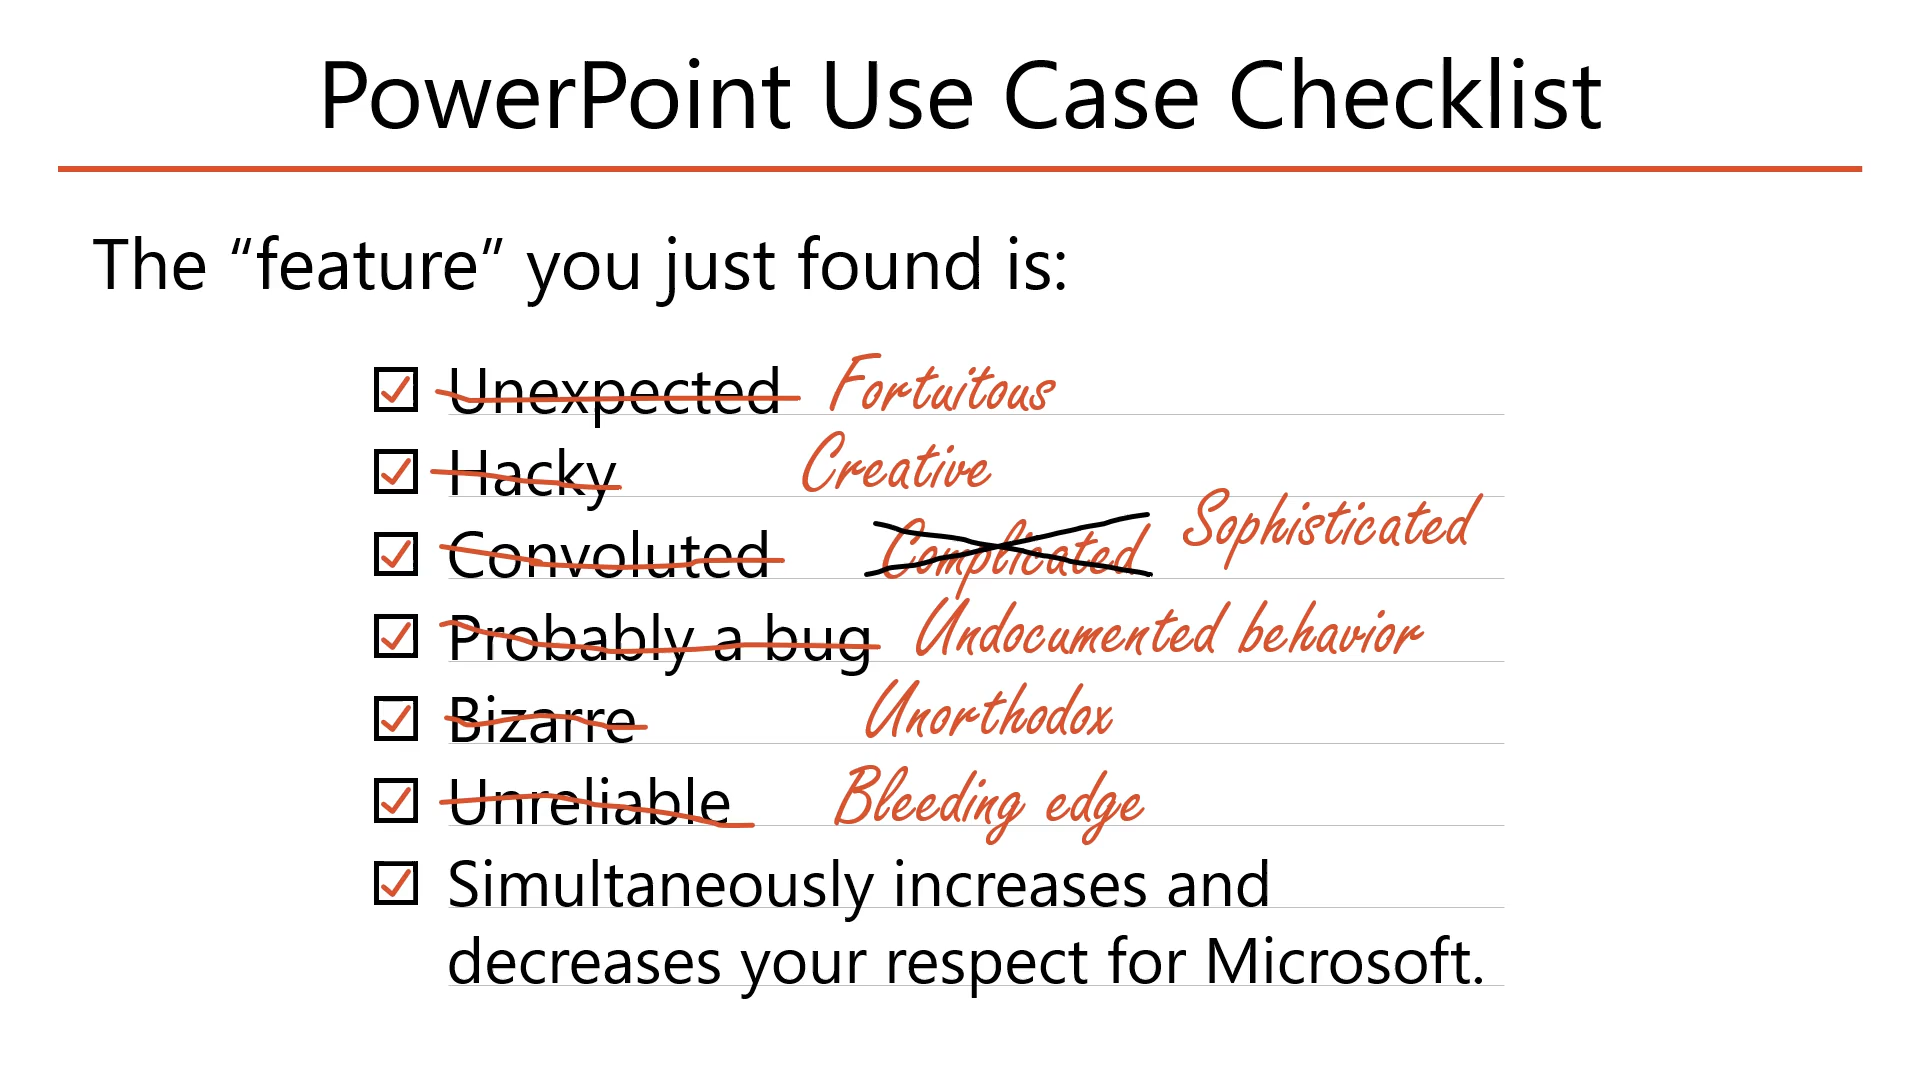 PowerPoint Use Case Checklist
The “feature” you just found is:
Unexpected Fortuitous
Hacky Creative
Convoluted Complicated Sophisticated
Probably a bug Undocumented behavior
Bizarre Unorthodox
Unreliable Bleeding edge
Simultaneously increases and
decreases your respect for Microsoft.